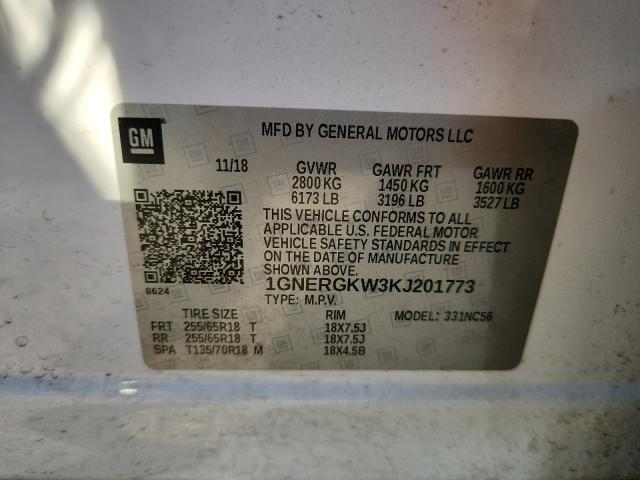 GM
MFD BY GENERAL MOTORS LLC
11/18 GVWR GAWR FRT GAWR RR
2800 KG 1450 KG 1600 KG
6173 LB 3196 LB 3527 LB
THIS VEHICLE CONFORMS TO ALL
APPLICABLE U.S. FEDERAL MOTOR
VEHICLE SAFETY STANDARDS IN EFFECT
ON THE DATE OF MANUFACTURE
SHOWN ABOVE.
8624
1GNERGKW3KJ201773
TYPE: M.P.V. MODEL: 331NC56
TIRE SIZE RIM
FRT 255/65R18 T 18X7.5J
RR 255/65R18 T 18X7.5J
SPA T135/70R18 M 18X4.5B